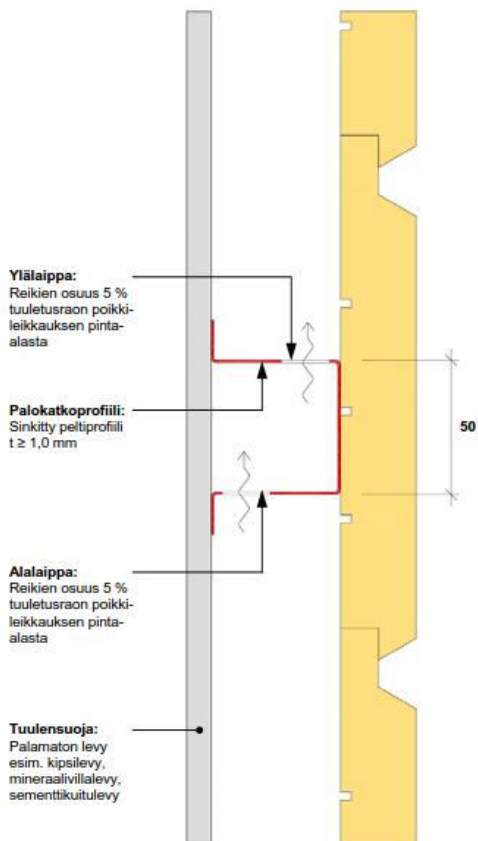 Ylälaippa:
Reikien osuus 5 %
tuuletusraon poikki-
leikkauksen pinta-
alasta
Palokatkoprofiili:
Sinkitty peltiprofiili
t ≥ 1,0 mm
50
Alalaippa:
Reikien osuus 5 %
tuuletusraon poikki-
leikkauksen pinta-
alasta
Tuulensuoja:
Palamaton levy
esim. kipsilevy,
mineraalivillalevy,
sementtikuitulevy